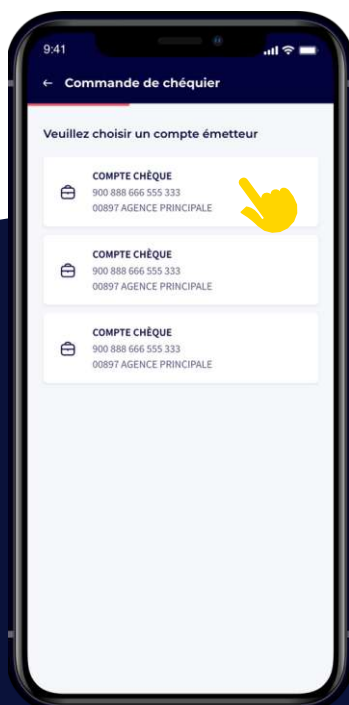 9:41
← Commande de chéquier
Veuillez choisir un compte émetteur
COMPTE CHÈQUE
900 888 666 555 333
00897 AGENCE PRINCIPALE
COMPTE CHÈQUE
900 888 666 555 333
00897 AGENCE PRINCIPALE
COMPTE CHÈQUE
900 888 666 555 333
00897 AGENCE PRINCIPALE